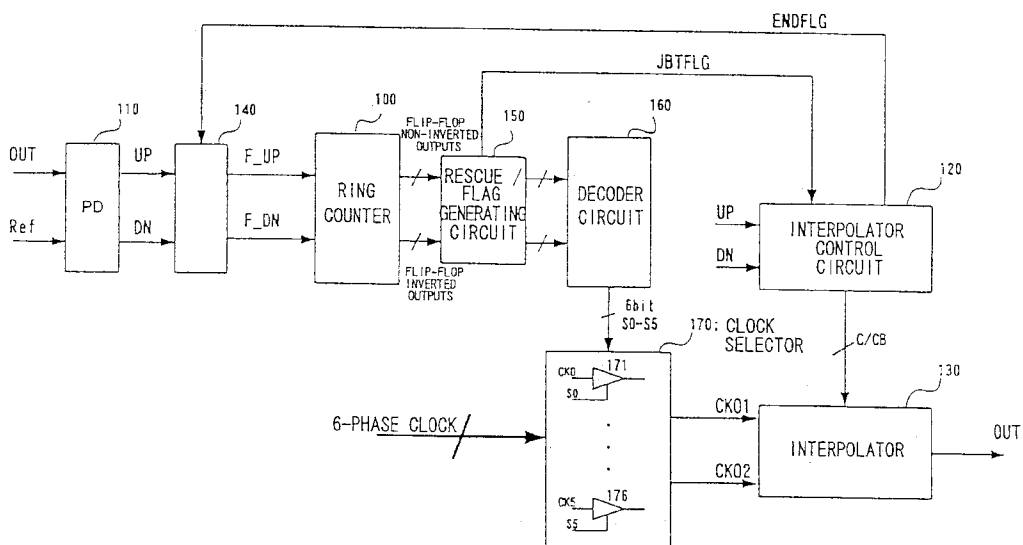 ENDFLG
JBTFLG
110
140
100
FLIP-FLOP
NON-INVERTED
OUTPUTS
150
160
120
OUT
UP
F_UP
PD
RING
COUNTER
RESCUE /
FLAG
GENERATING
CIRCUIT
DECODER
CIRCUIT
UP
INTERPOLATOR
CONTROL
CIRCUIT
Ref
DN
F_DN
DN
FLIP-FLOP
INVERTED
OUTPUTS
6bit
S0-S5
170; CLOCK
SELECTOR
C/CB
CK0
171
S0
130
6-PHASE CLOCK
CKO1
INTERPOLATOR
OUT
CKO2
CK5
176
S5